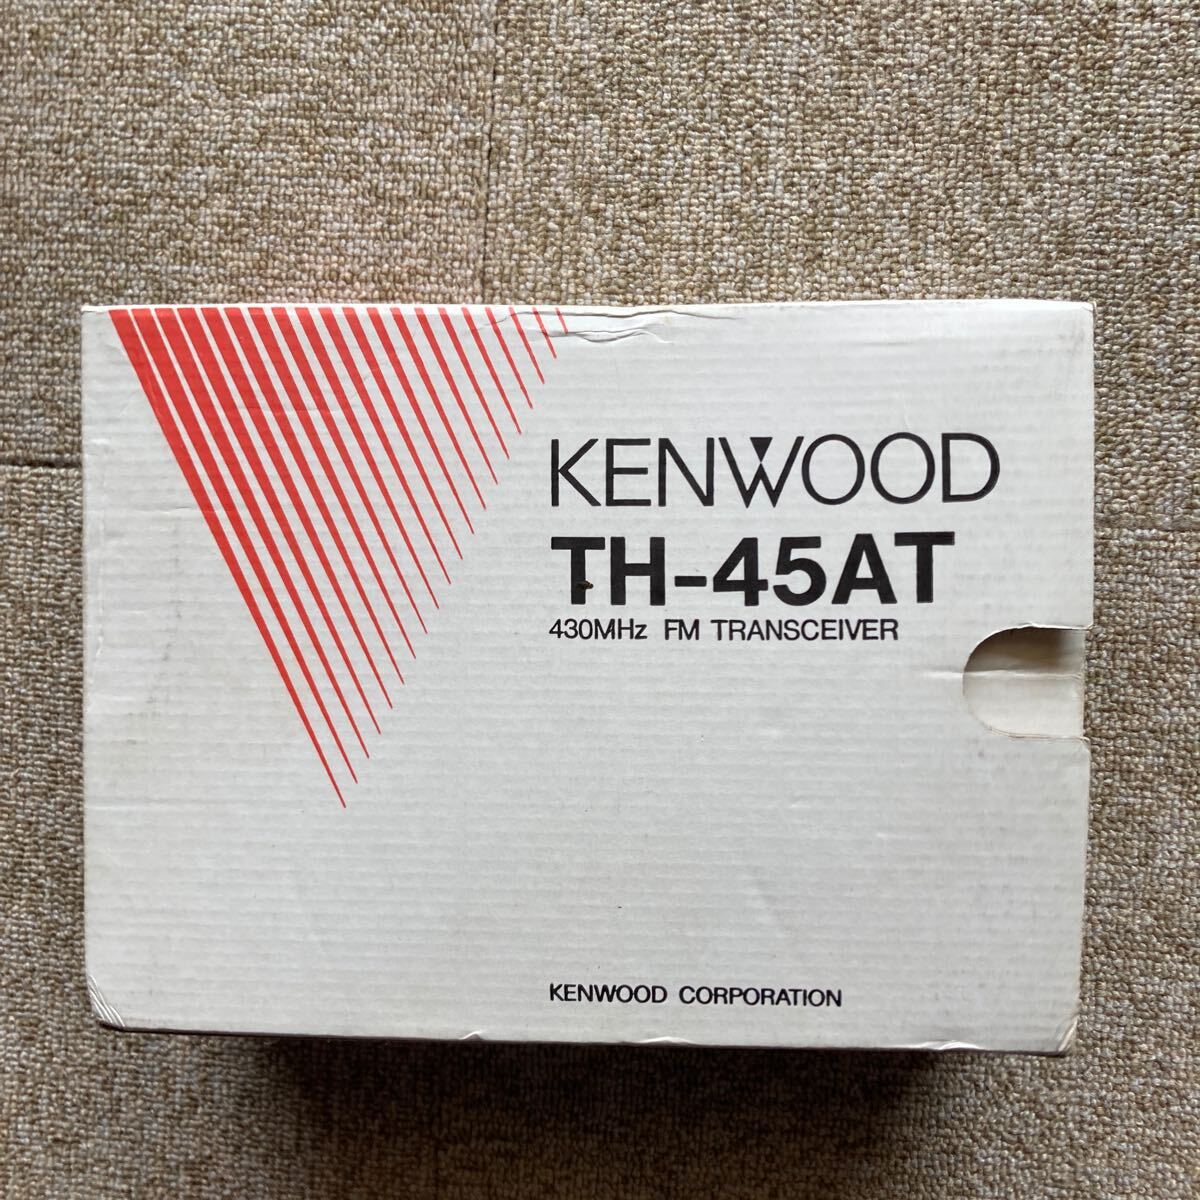 KENWOOD
TH-45AT
430MHz FM TRANSCEIVER
KENWOOD CORPORATION